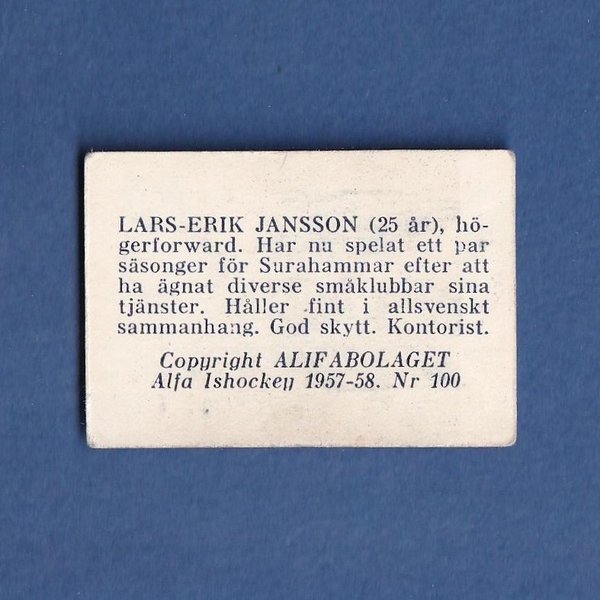 LARS-ERIK JANSSON (25 år), hö-
gerforward. Har nu spelat ett par
säsonger för Surahammar efter att
ha ägnat diverse småklubbar sina
tjänster. Håller fint i allsvenskt
sammanhang. God skytt. Kontorist.
Copyright ALIFABOLAGET
Alfa Ishockey 1957-58. Nr 100